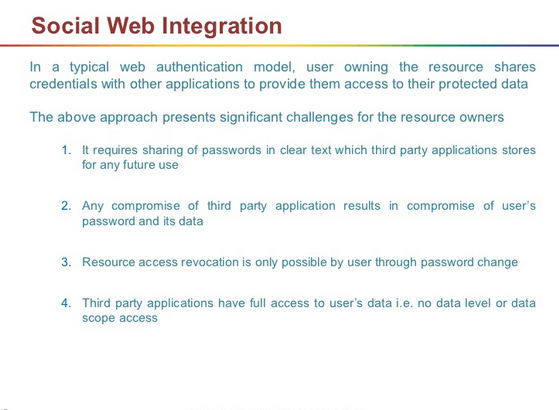 Social Web Integration
In a typical web authentication model, user owning the resource shares
credentials with other applications to provide them access to their protected data
The above approach presents significant challenges for the resource owners
1. It requires sharing of passwords in clear text which third party applications stores
for any future use
2. Any compromise of third party application results in compromise of user's
password and its data
3. Resource access revocation is only possible by user through password change
4. Third party applications have full access to user's data i.e. no data level or data
scope access